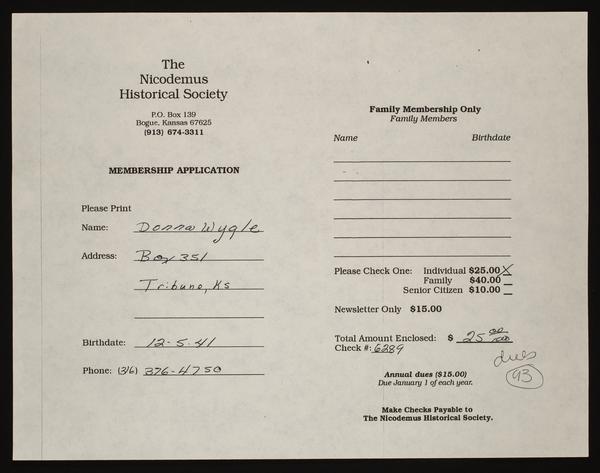 The
Nicodemus
Historical Society
P.O. Box 139
Bogue, Kansas 67625
(913) 674-3311
MEMBERSHIP APPLICATION
Please Print
Name: Donna Wygle
Address: Box 351
Tribune, Ks
Birthdate: 12-5-41
Phone: (316) 376-4750
Family Membership Only
Family Members
Name Birthdate
Please Check One: Individual $25.00 X
Family $40.00
Senior Citizen $10.00
Newsletter Only $15.00
Total Amount Enclosed: $ 25 00/100
Check #: 6289
dues
93
Annual dues ($15.00)
Due January 1 of each year.
Make Checks Payable to
The Nicodemus Historical Society.